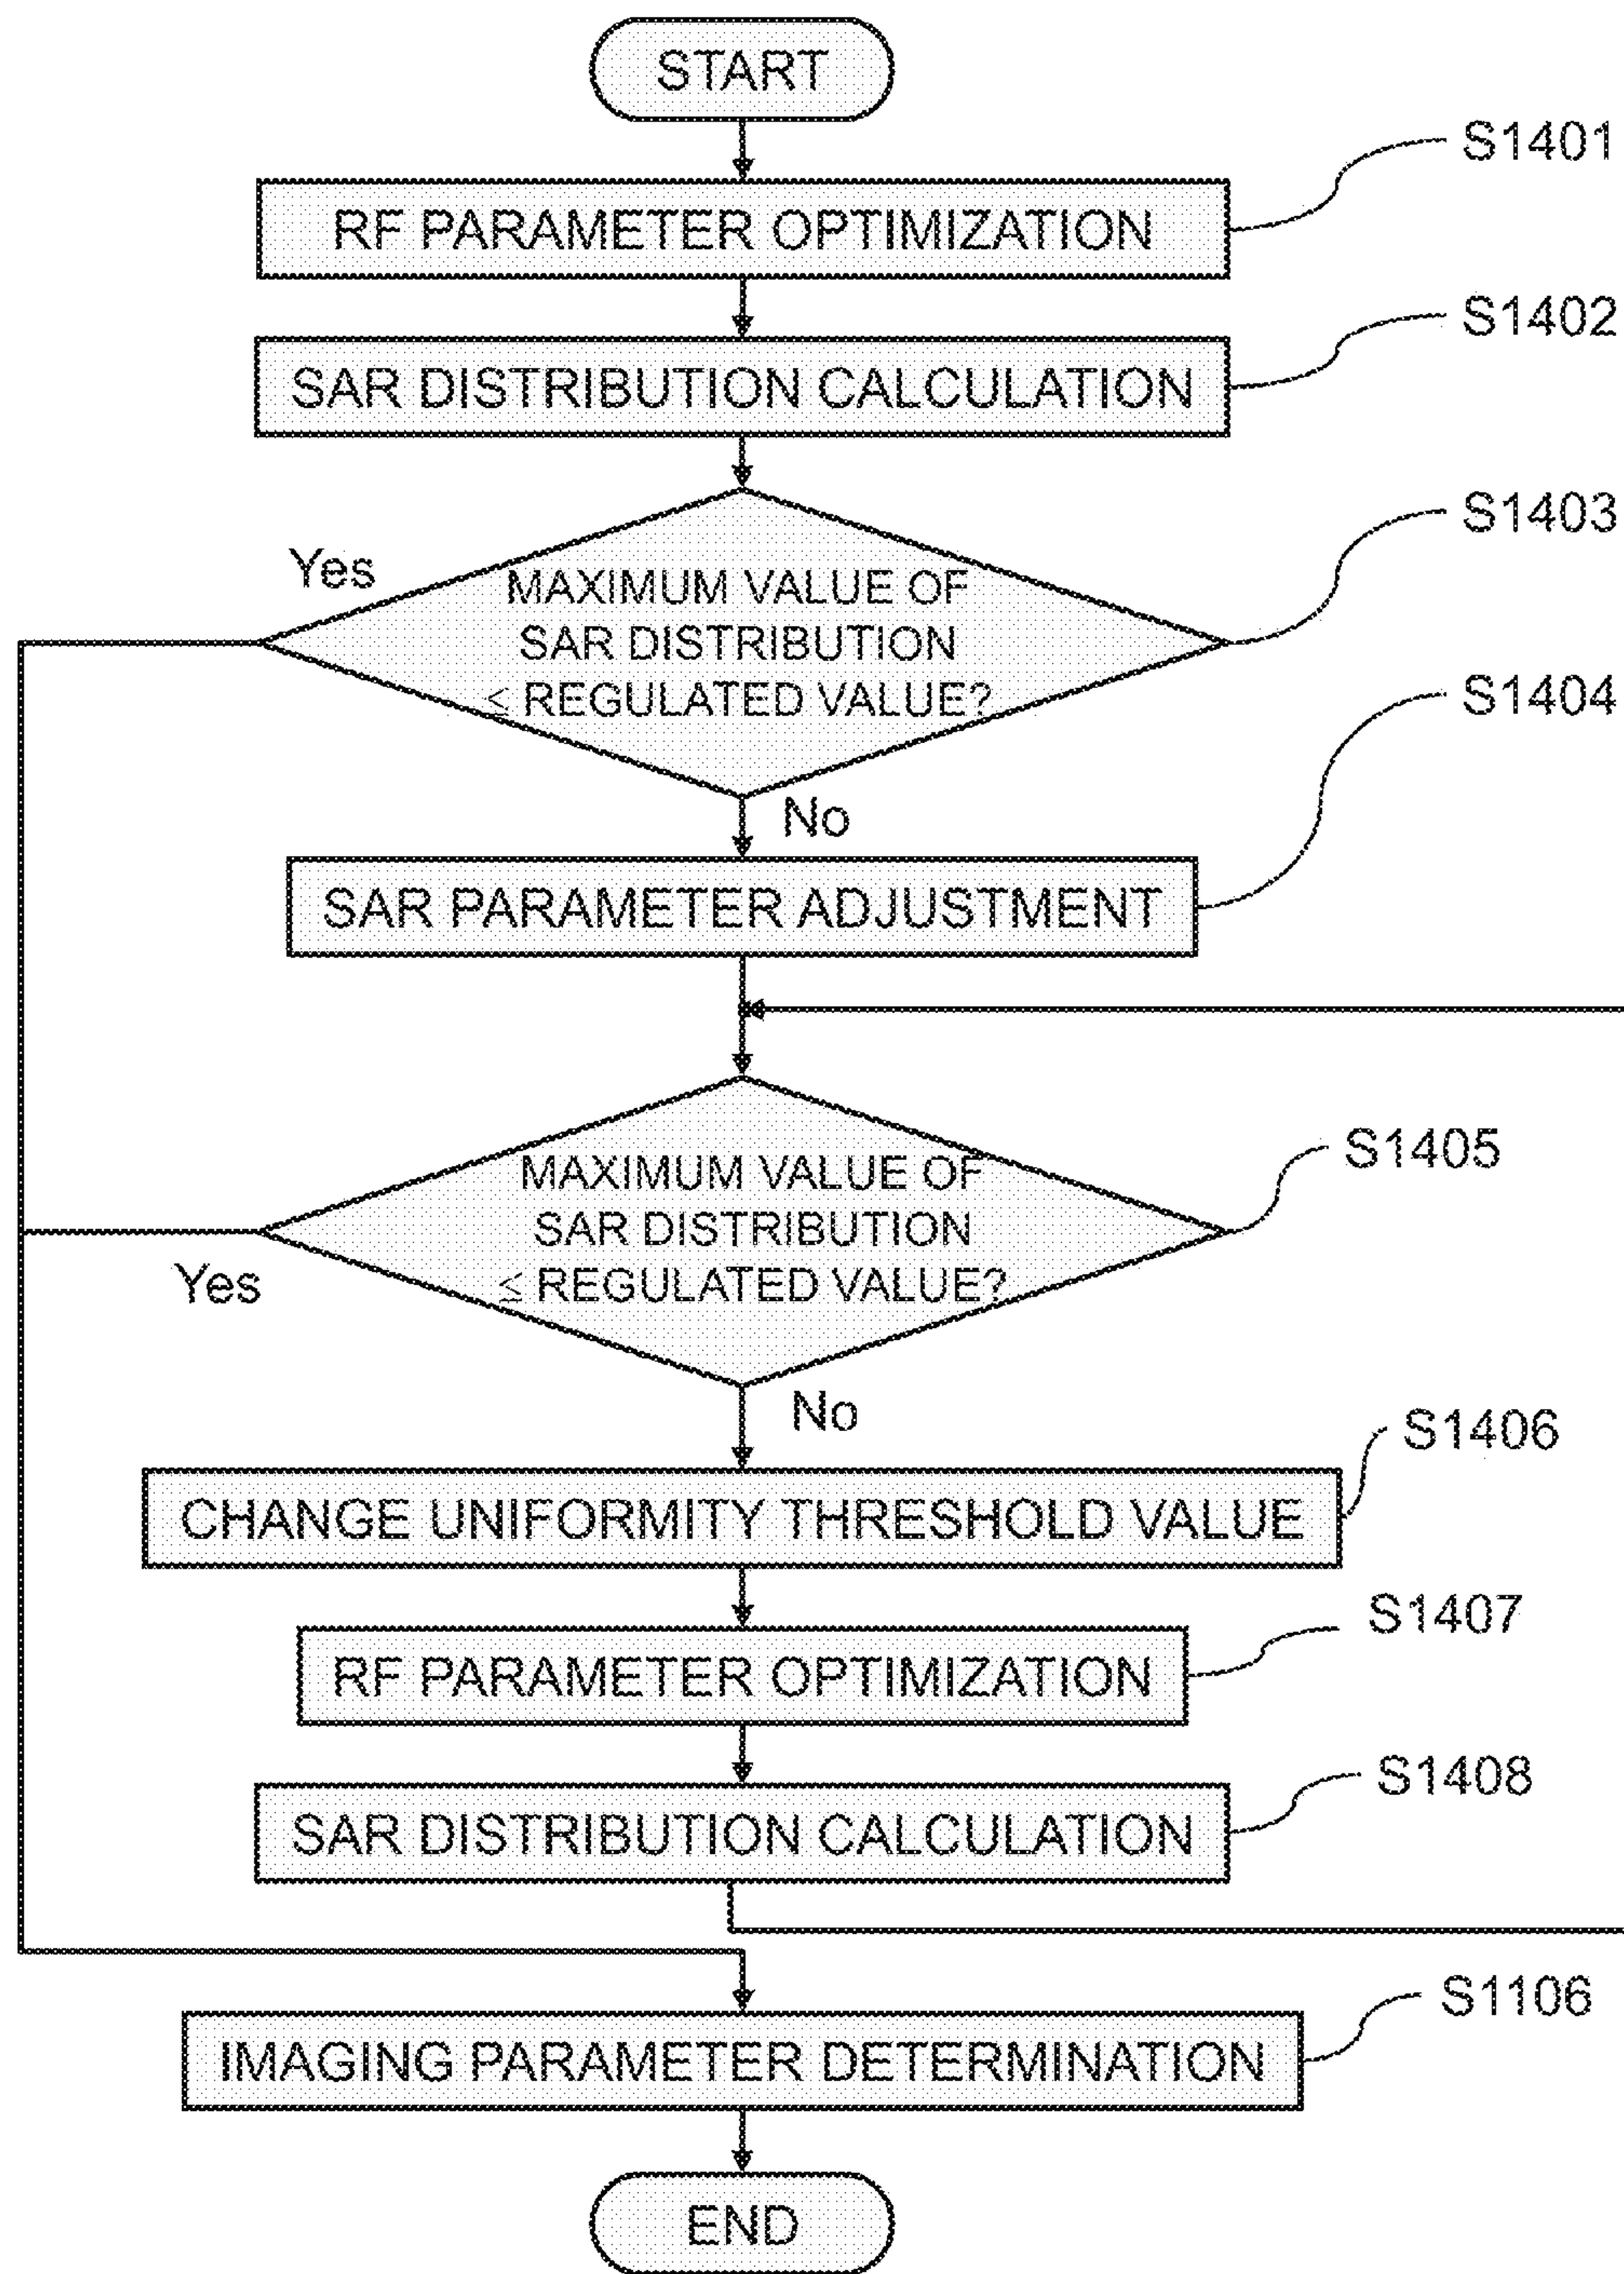 START
S1401
RF PARAMETER OPTIMIZATION
S1402
SAR DISTRIBUTION CALCULATION
S1403
Yes
MAXIMUM VALUE OF
SAR DISTRIBUTION
≤ REGULATED VALUE?
S1404
No
SAR PARAMETER ADJUSTMENT
S1405
MAXIMUM VALUE OF
SAR DISTRIBUTION
≦ REGULATED VALUE?
Yes
No
S1406
CHANGE UNIFORMITY THRESHOLD VALUE
S1407
RF PARAMETER OPTIMIZATION
S1408
SAR DISTRIBUTION CALCULATION
S1106
IMAGING PARAMETER DETERMINATION
END